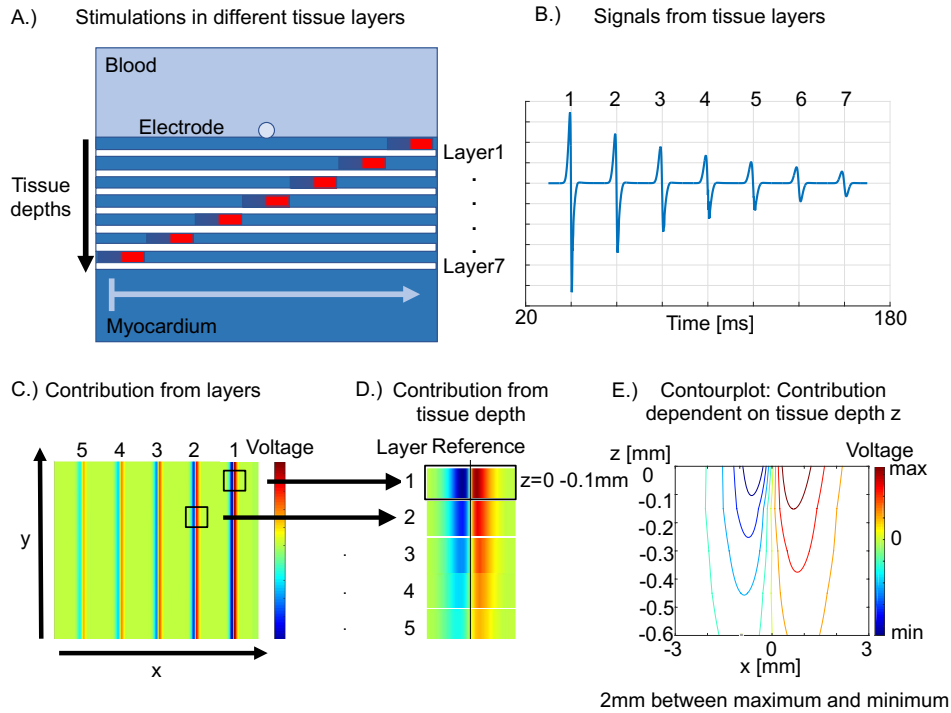 A.) Stimulations in different tissue layers
Blood
Electrode
Tissue
depths
Layer1
.
.
.
Layer7
Myocardium
B.) Signals from tissue layers
1 2 3 4 5 6 7
20 180
Time [ms]
C.) Contribution from layers
5 4 3 2 1 Voltage
y
x
D.) Contribution from
tissue depth
Layer Reference
1 z=0 -0.1mm
2
. 3
. 4
. 5
E.) Contourplot: Contribution
dependent on tissue depth z
z [mm] Voltage
0 max
-0.1
-0.2
-0.3 0
-0.4
-0.5
-0.6 min
-3 0 3
x [mm]
2mm between maximum and minimum